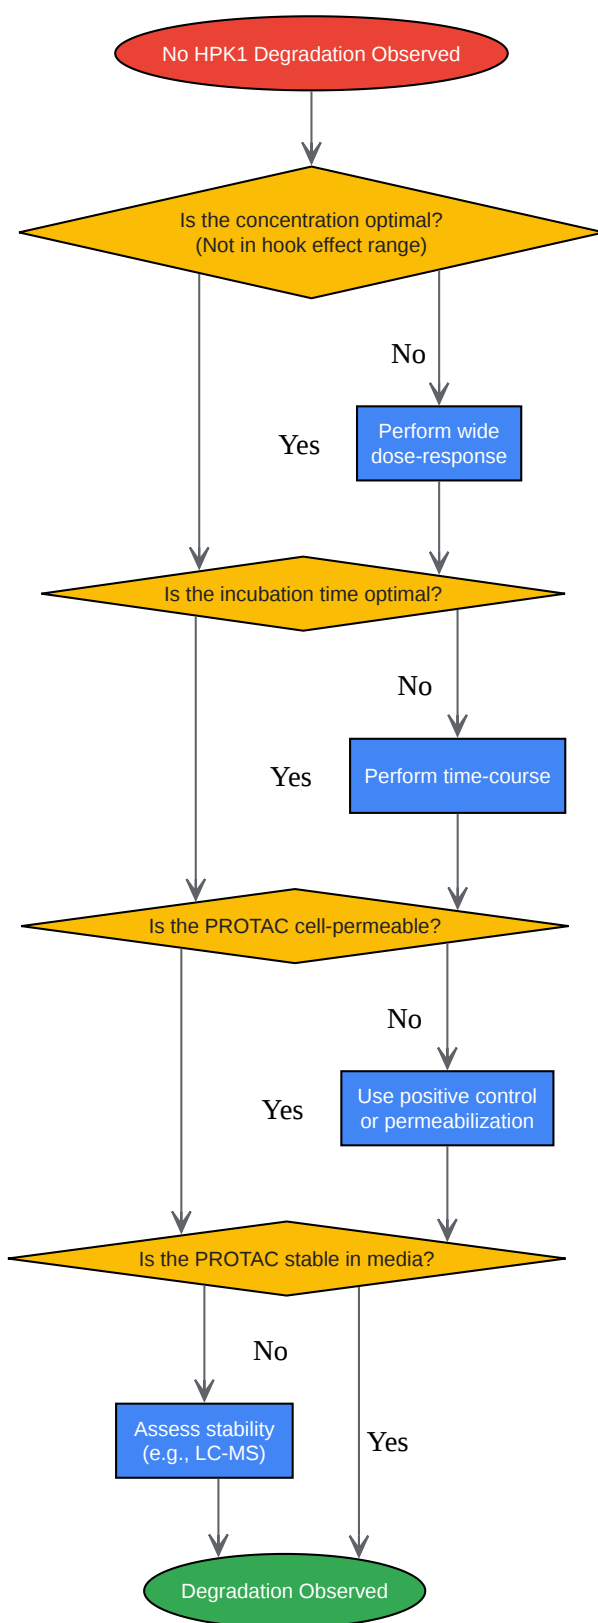 No HPK1 Degradation Observed
Is the concentration optimal?
(Not in hook effect range)
No
Perform wide
dose-response
Yes
Is the incubation time optimal?
No
Perform time-course
Yes
Is the PROTAC cell-permeable?
No
Use positive control
or permeabilization
Yes
Is the PROTAC stable in media?
No
Assess stability
(e.g., LC-MS)
Yes
Degradation Observed